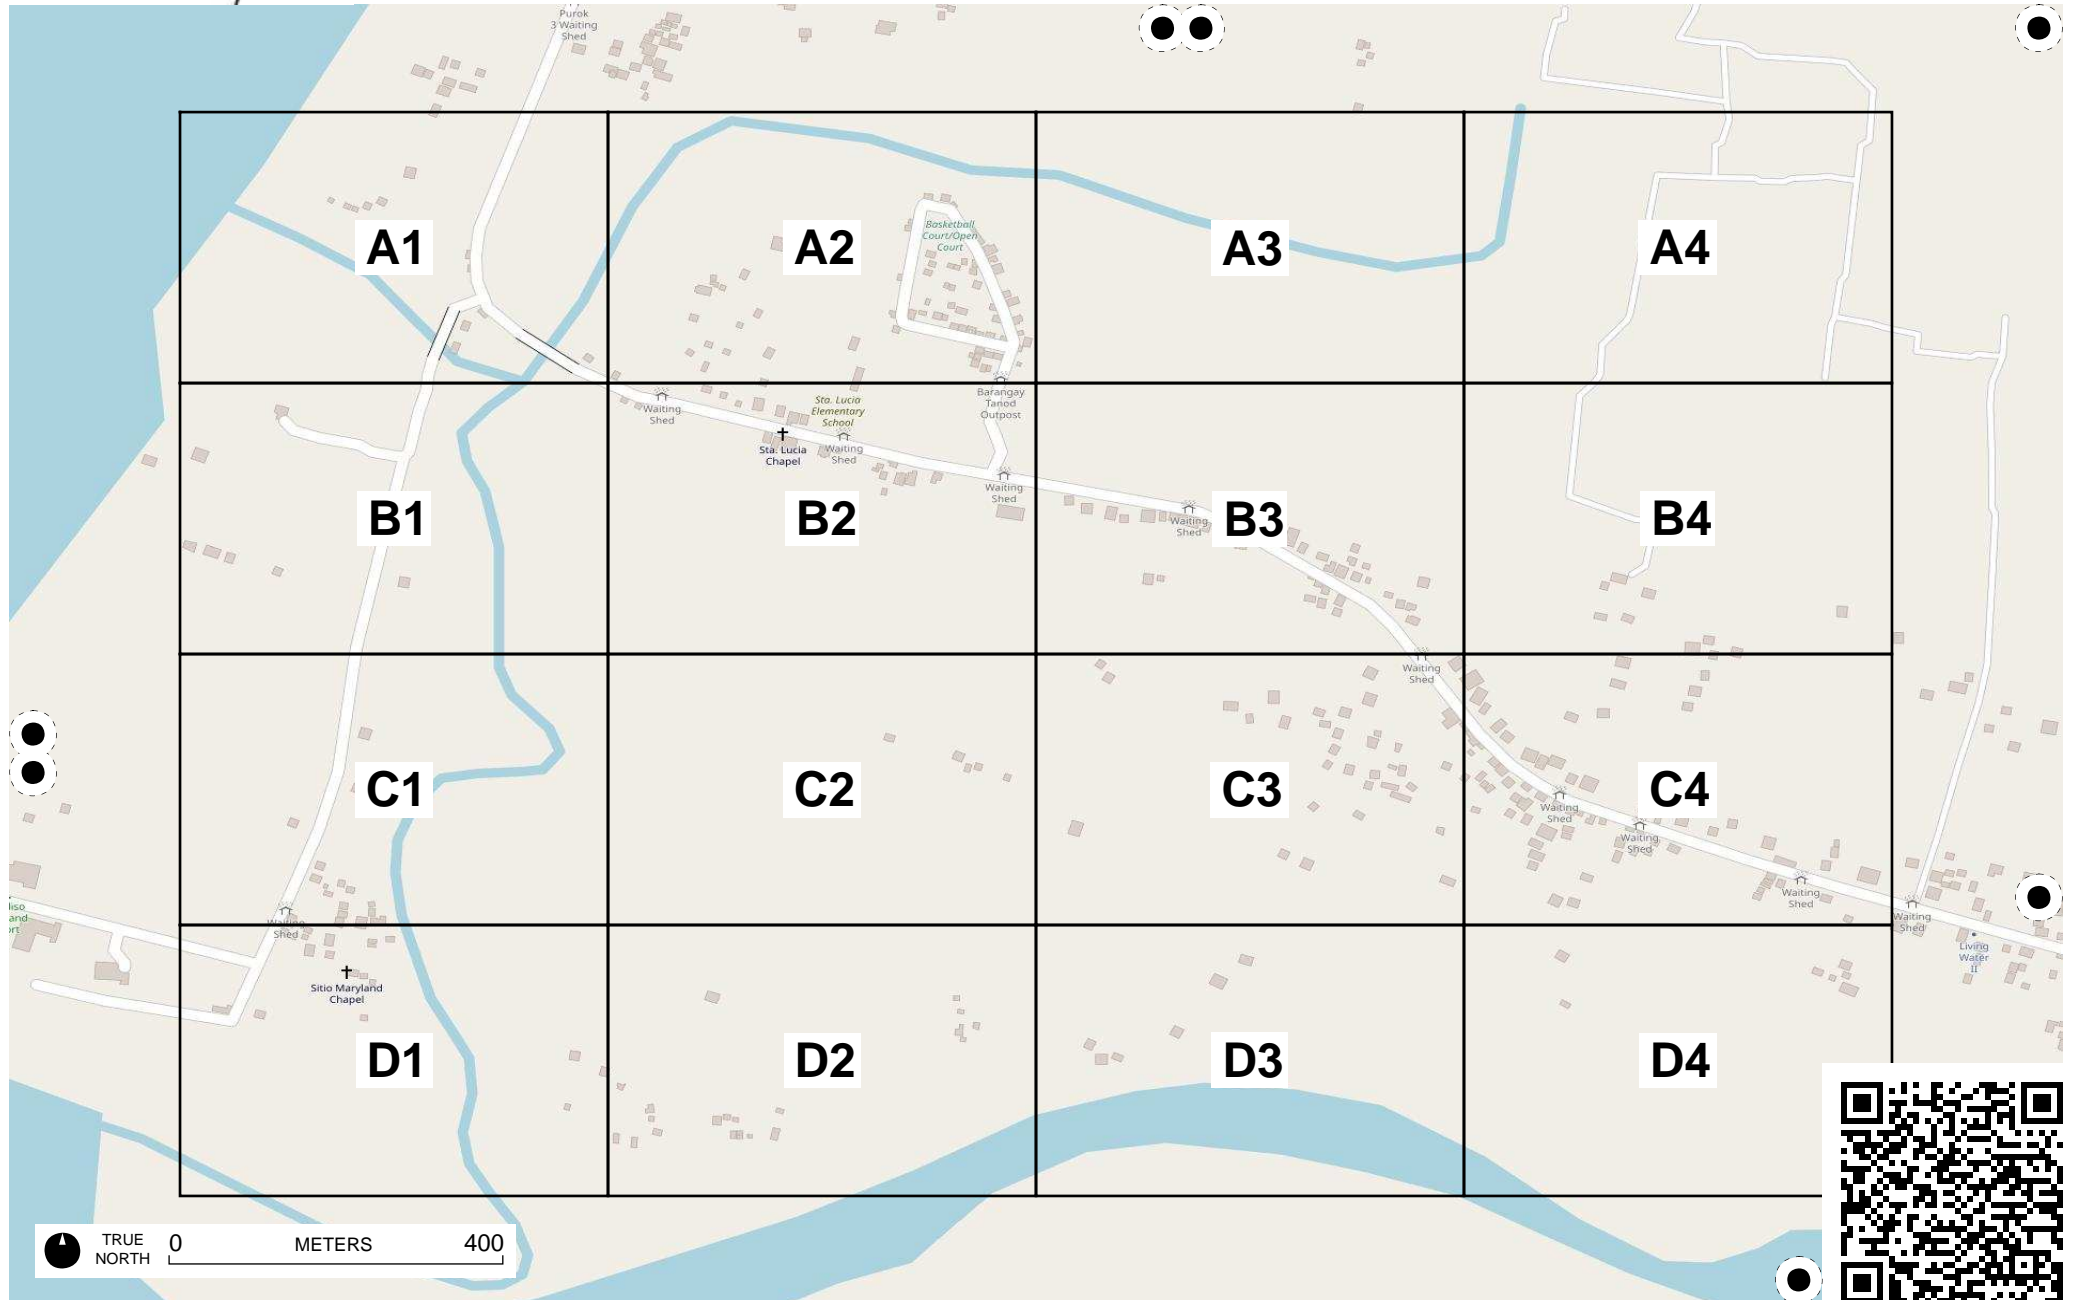 Purok
3 Waiting
Shed
A1
A2
Basketball
Court/Open
Court
A3
A4
Waiting
Shed
Sta. Lucia
Elementary
School
Barangay
Tanod
Outpost
Sta. Lucia
Chapel
Waiting
Shed
Waiting
Shed
Waiting
Shed
B1
B2
B3
B4
Waiting
Shed
C1
C2
C3
C4
Waiting
Shed
Waiting
Shed
Waiting
Shed
Waiting
Shed
Waiting
Shed
iso
and
ort
Living
Water
II
Sitio Maryland
Chapel
D1
D2
D3
D4
TRUE
NORTH
0 METERS 400